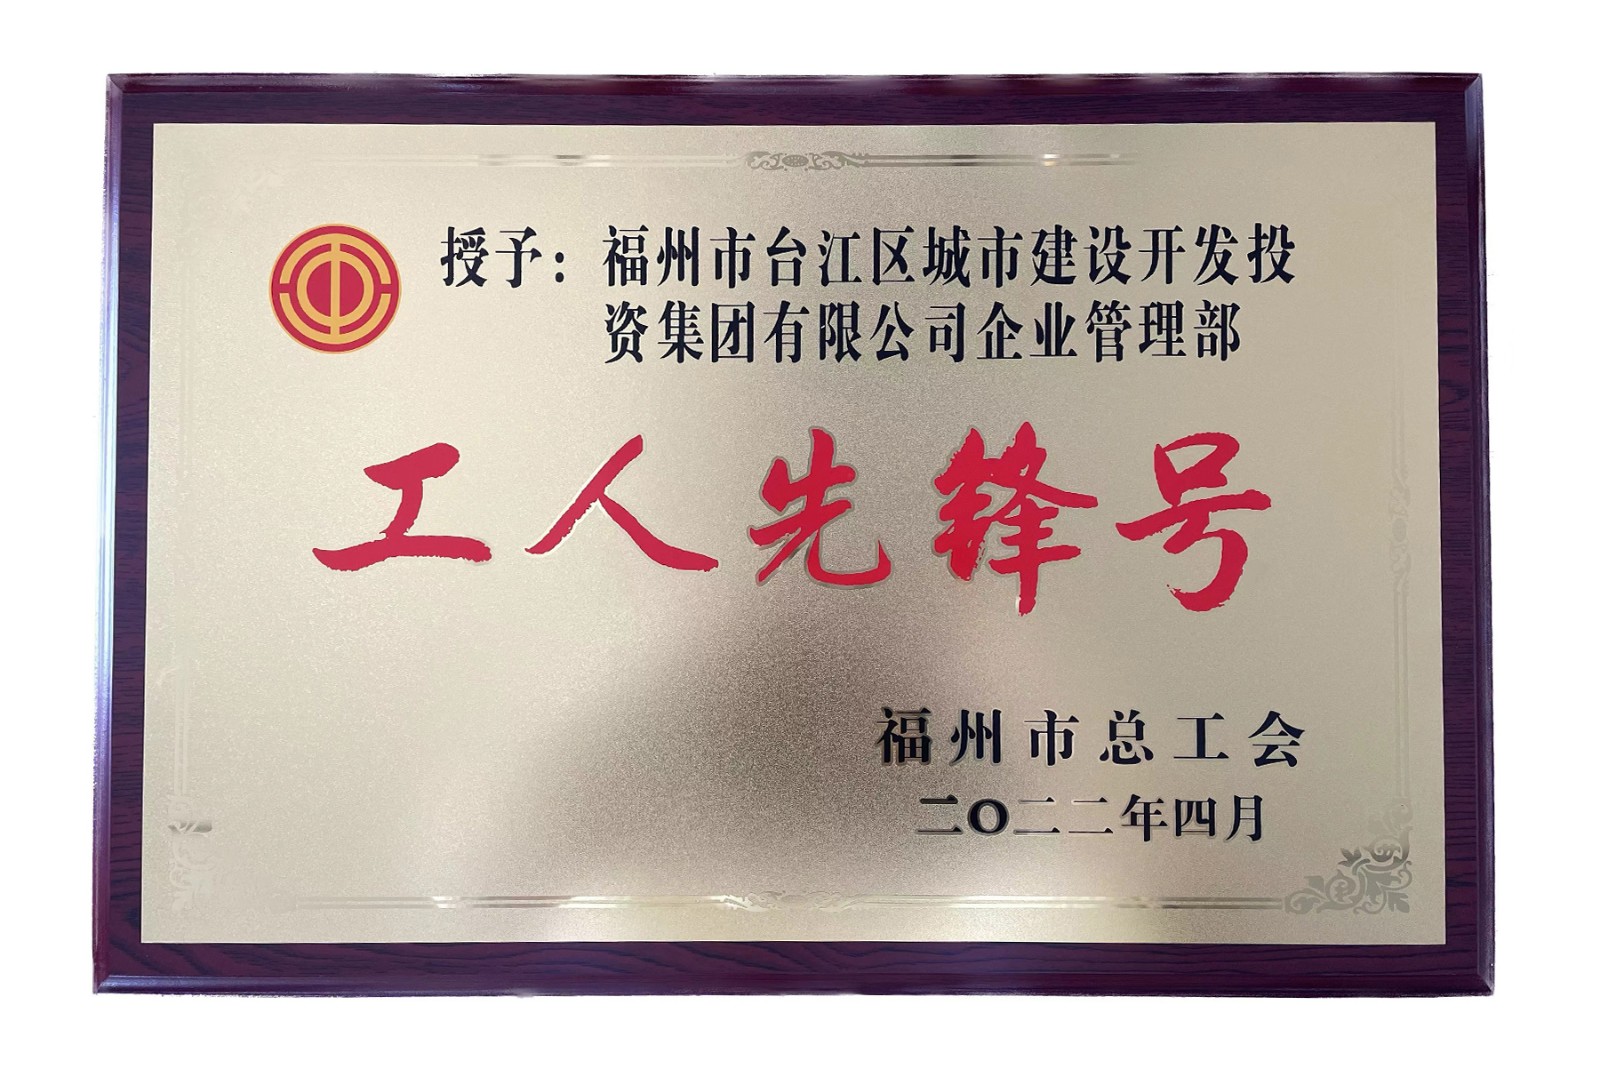 授予：福州市台江区城市建设开发投
资集团有限公司企业管理部
工人先锋号
福州市总工会
二〇二二年四月